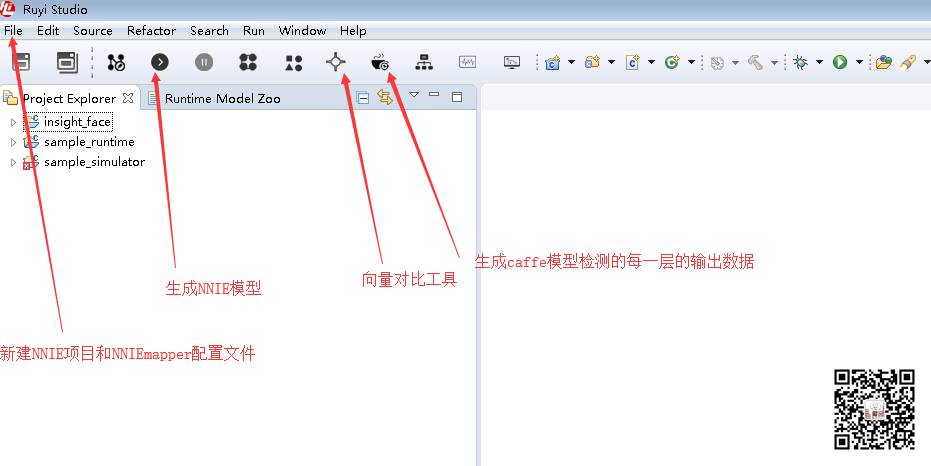 Ruyi Studio
File Edit Source Refactor Search Run Window Help
Project Explorer Runtime Model Zoo
insight_face
sample_runtime
sample_simulator
生成caffe模型检测的每一层的输出数据
向量对比工具
生成NNIE模型
新建NNIE项目和NNIEmapper配置文件